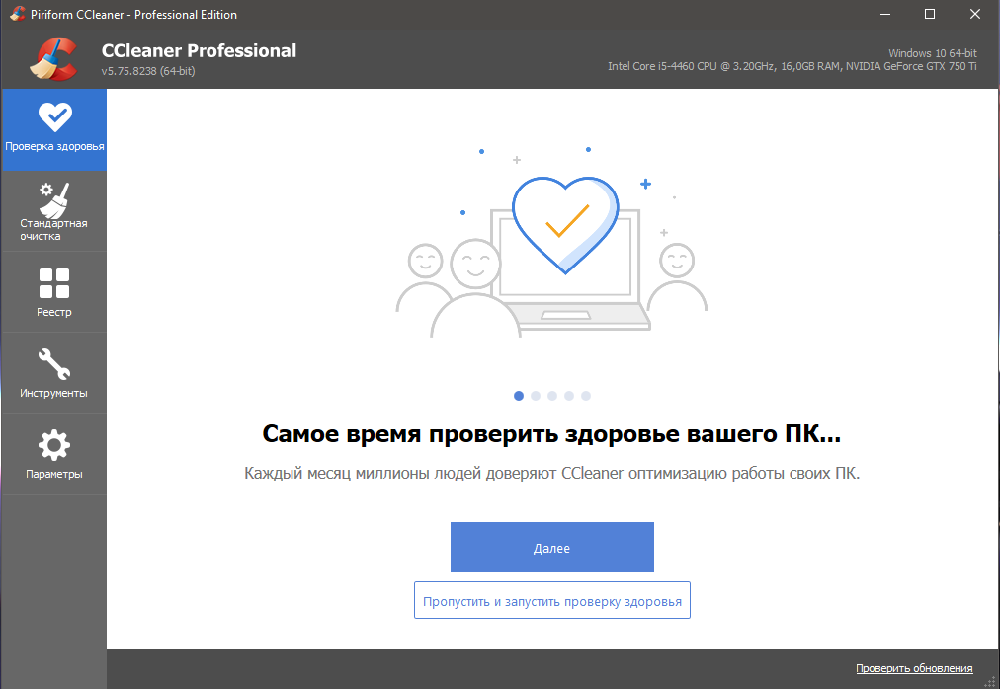 Piriform CCleaner - Professional Edition
CCleaner Professional
v5.75.8238 (64-bit)
Windows 10 64-bit
Intel Core i5-4460 CPU @ 3.20GHz, 16,0GB RAM, NVIDIA GeForce GTX 750 Ti
Проверка здоровья
Стандартная
очистка
Реестр
Инструменты
Параметры
Самое время проверить здоровье вашего ПК...
Каждый месяц миллионы людей доверяют CCleaner оптимизацию работы своих ПК.
Далее
Пропустить и запустить проверку здоровья
Проверить обновления